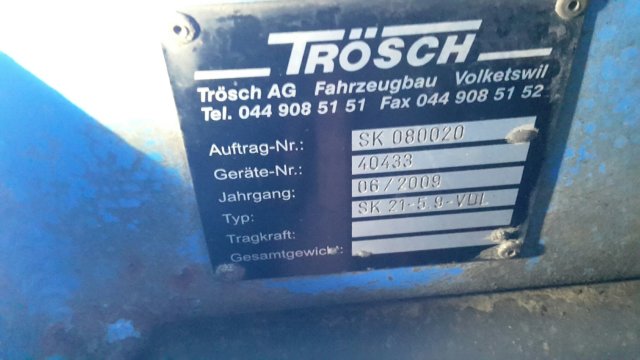 TRÖSCH
Trösch AG Fahrzeugbau Volketswil
Tel. 044 908 51 51 Fax 044 908 51 52
Auftrag-Nr.: SK 080020
Geräte-Nr.: 40433
Jahrgang: 06/2009
Typ: SK 21-5.9-VOL
Tragkraft:
Gesamtgewicht: